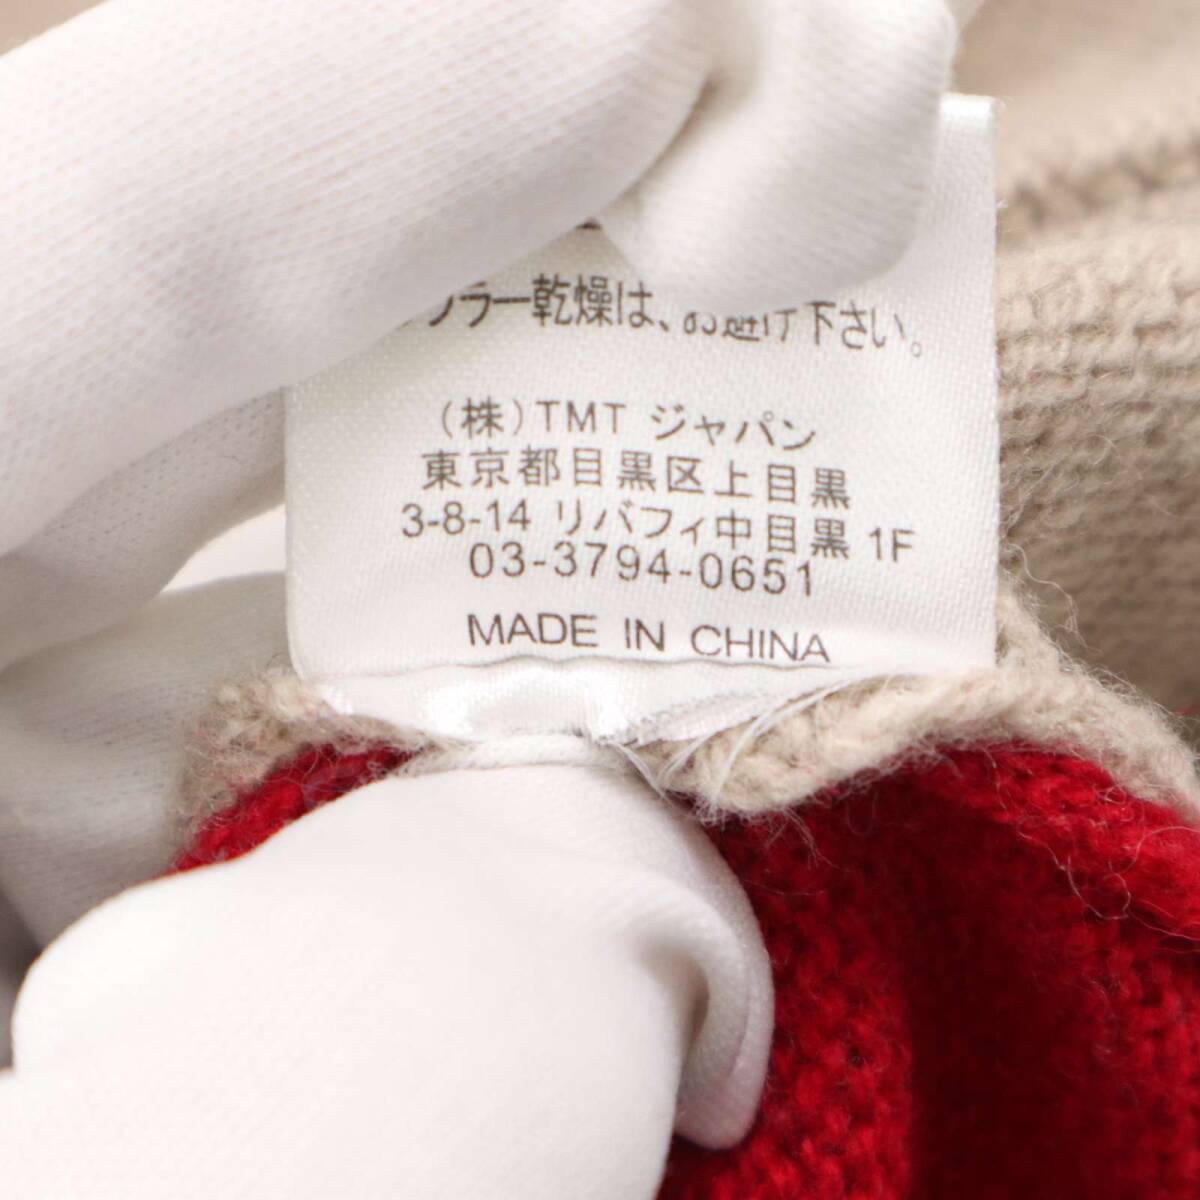 ンブラー乾燥は、お避け下さい。
(株)TMT ジャパン
東京都目黒区上目黒
3-8-14 リバフィ中目黒 1F
03-3794-0651
MADE IN CHINA